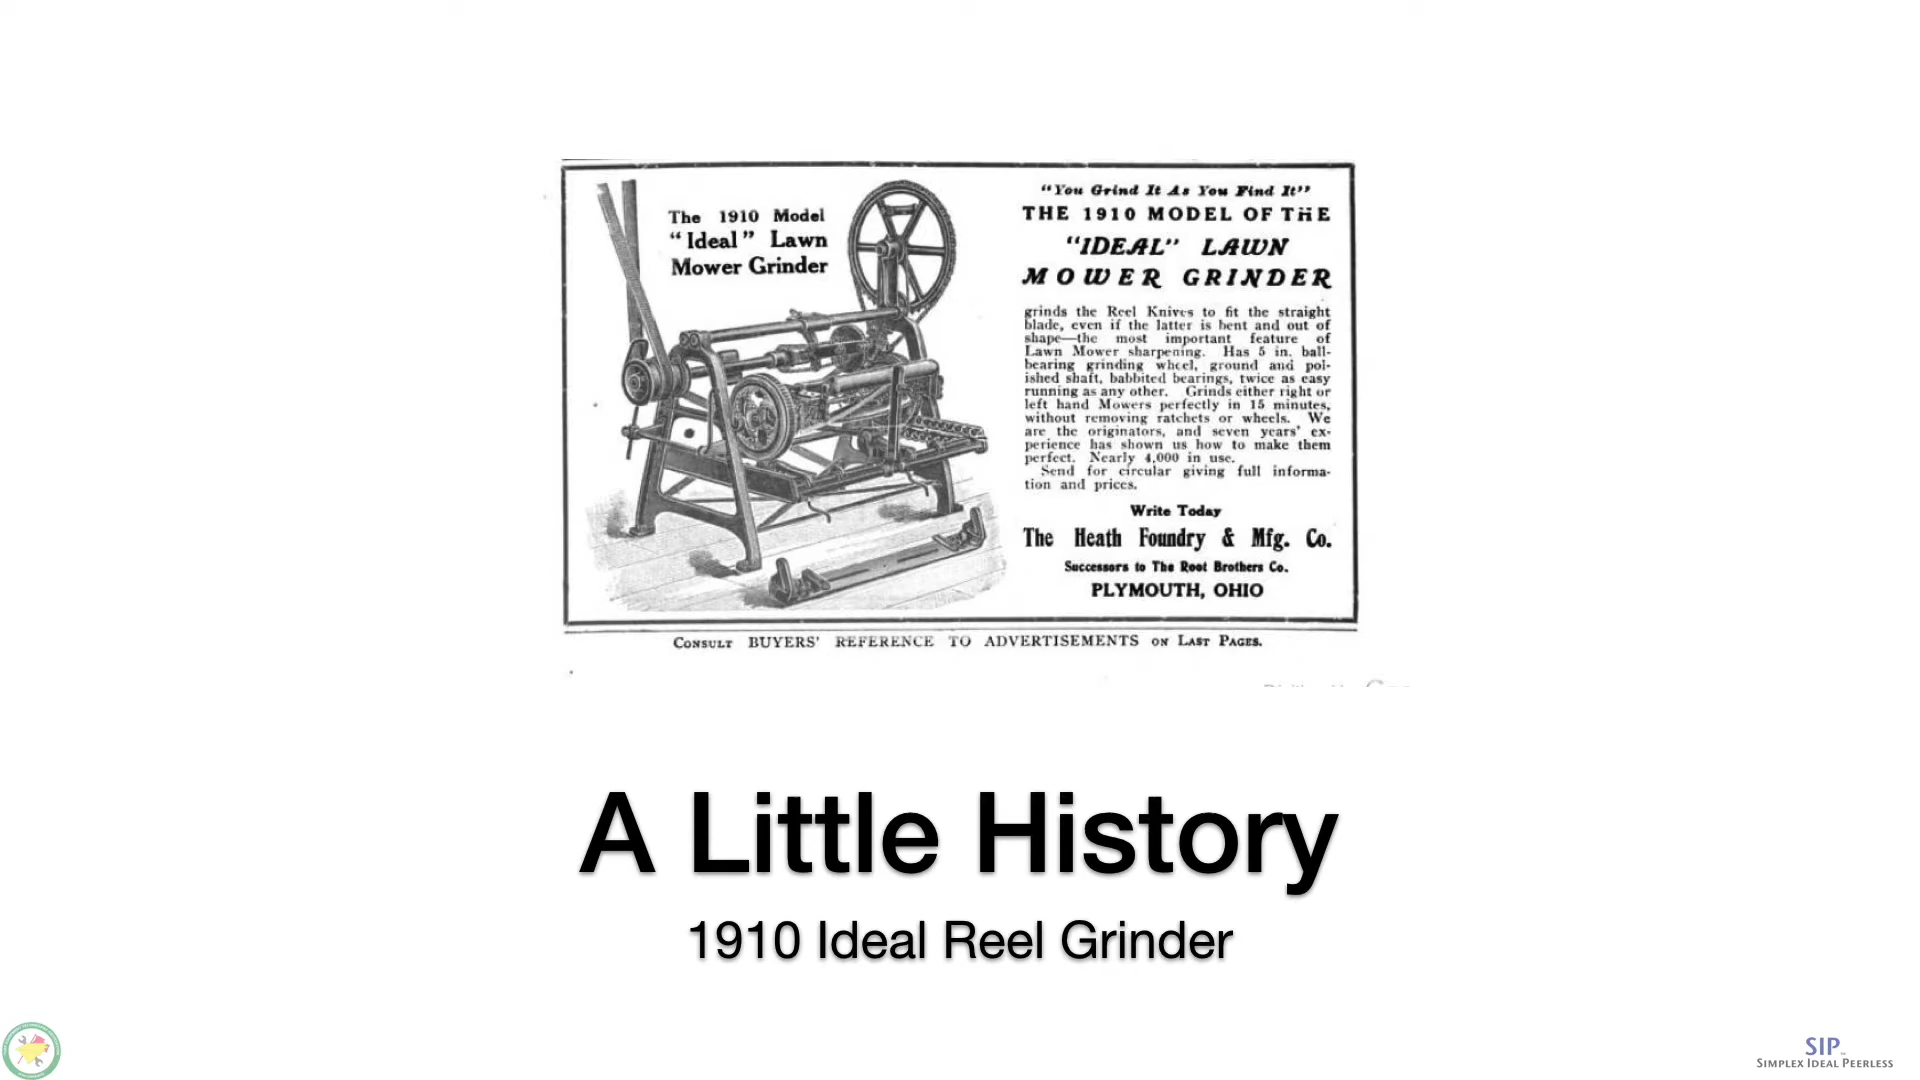 The 1910 Model
"Ideal" Lawn
Mower Grinder
"You Grind It As You Find It"
THE 1910 MODEL OF THE
"IDEAL" LAWN
MOWER GRINDER
grinds the Reel Knives to fit the straight
blade, even if the latter is bent and out of
shape—the most important feature of
Lawn Mower sharpening. Has 5 in. ball-
bearing grinding wheel, ground and pol-
ished shaft, babbited bearings, twice as easy
running as any other. Grinds either right or
left hand Mowers perfectly in 15 minutes,
without removing ratchets or wheels. We
are the originators, and seven years' ex-
perience has shown us how to make them
perfect. Nearly 4,000 in use.
Send for circular giving full informa-
tion and prices.
Write Today
The Heath Foundry & Mfg. Co.
Successors to The Root Brothers Co.
PLYMOUTH, OHIO
CONSULT BUYERS' REFERENCE TO ADVERTISEMENTS ON LAST PAGES.
A Little History
1910 Ideal Reel Grinder
SIP™
SIMPLEX IDEAL PEERLESS